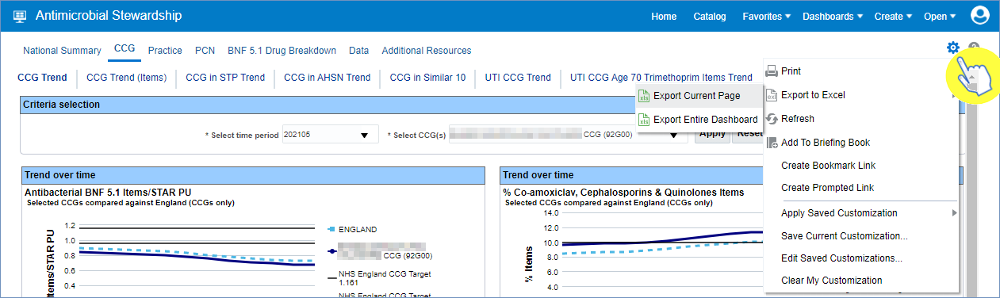 Antimicrobial Stewardship
Home Catalog Favorites Dashboards Create Open
National Summary CCG Practice PCN BNF 5.1 Drug Breakdown Data Additional Resources
CCG Trend CCG Trend (Items) CCG in STP Trend CCG in AHSN Trend CCG in Similar 10 UTI CCG Trend UTI CCG Age 70 Trimethoprim Items Trend
Print
Export to Excel
Refresh
Add To Briefing Book
Create Bookmark Link
Create Prompted Link
Apply Saved Customization
Save Current Customization...
Edit Saved Customizations...
Clear My Customization
Export Current Page
Export Entire Dashboard
Criteria selection
* Select time period 202105 * Select CCG(s) CCG (92G00) Apply Reset
Trend over time
Antibacterial BNF 5.1 Items/STAR PU
Selected CCGs compared against England (CCGs only)
Items/STAR PU
1.2
1.0
0.8
0.6
0.4
ENGLAND
CCG (92G00)
NHS England CCG Target
1.161
NHS England CCG Target
Trend over time
% Co-amoxiclav, Cephalosporins & Quinolones Items
Selected CCGs compared against England (CCGs only)
% Items
14.0
12.0
10.0
8.0
6.0
4.0